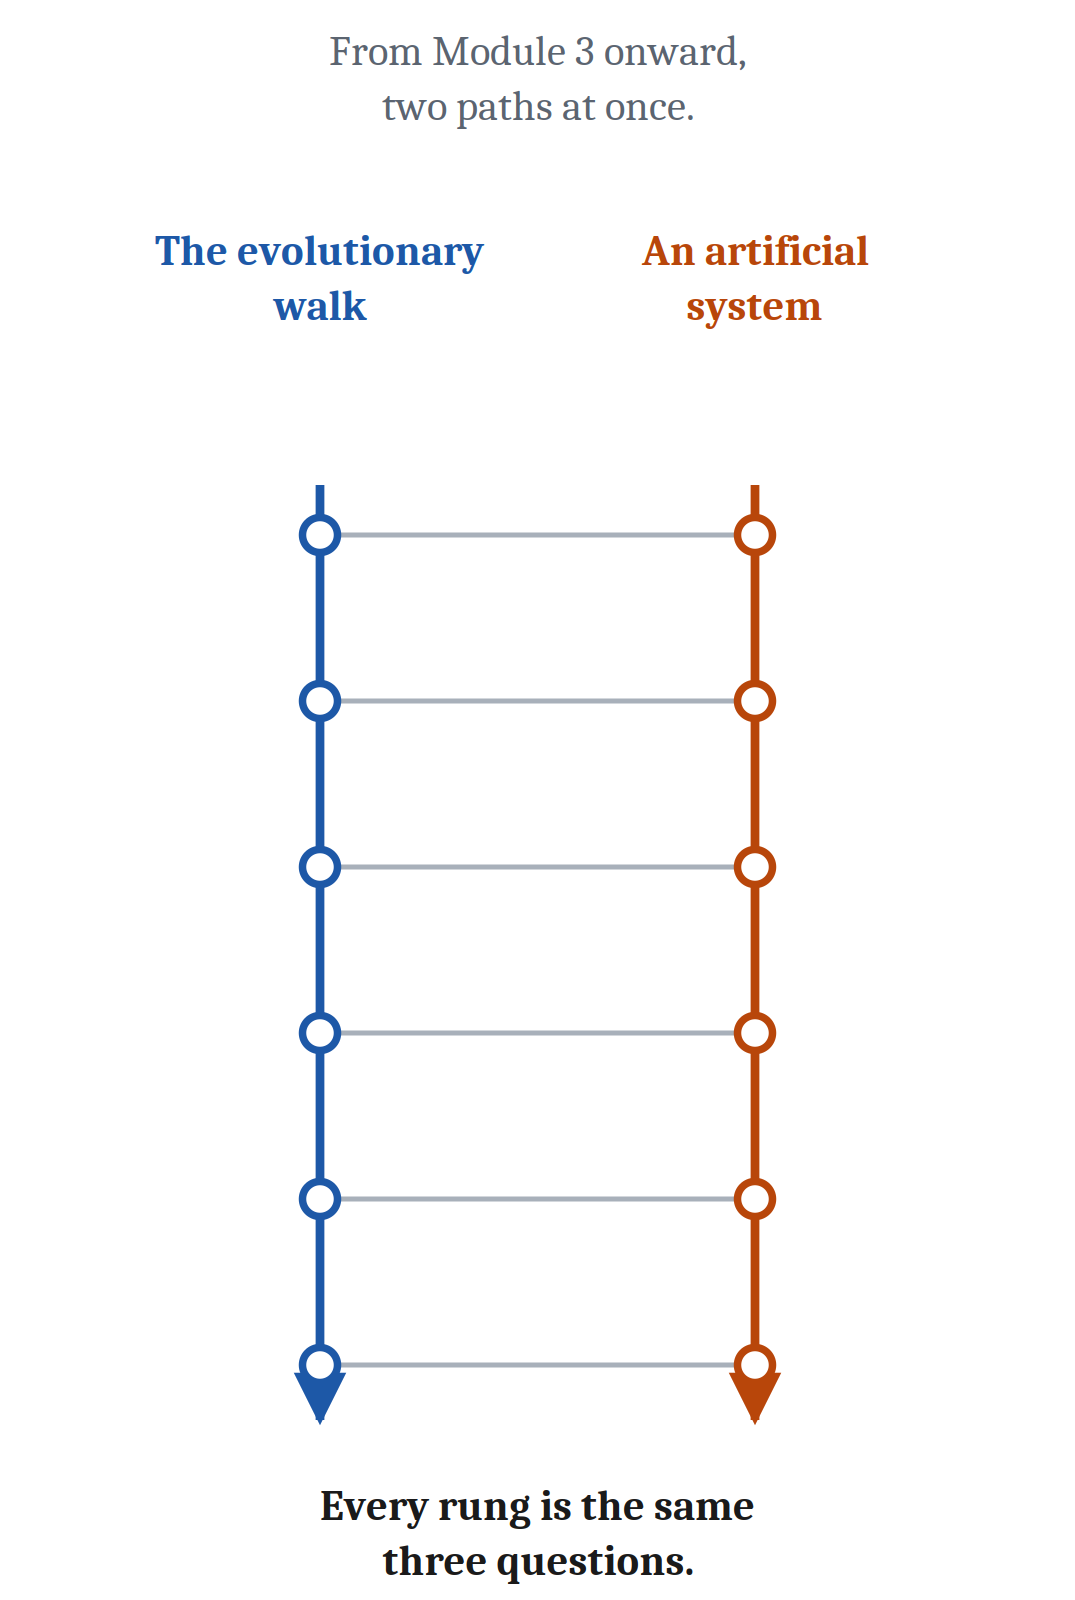 From Module 3 onward,
two paths at once.
The evolutionary
walk
An artificial
system
Every rung is the same
three questions.